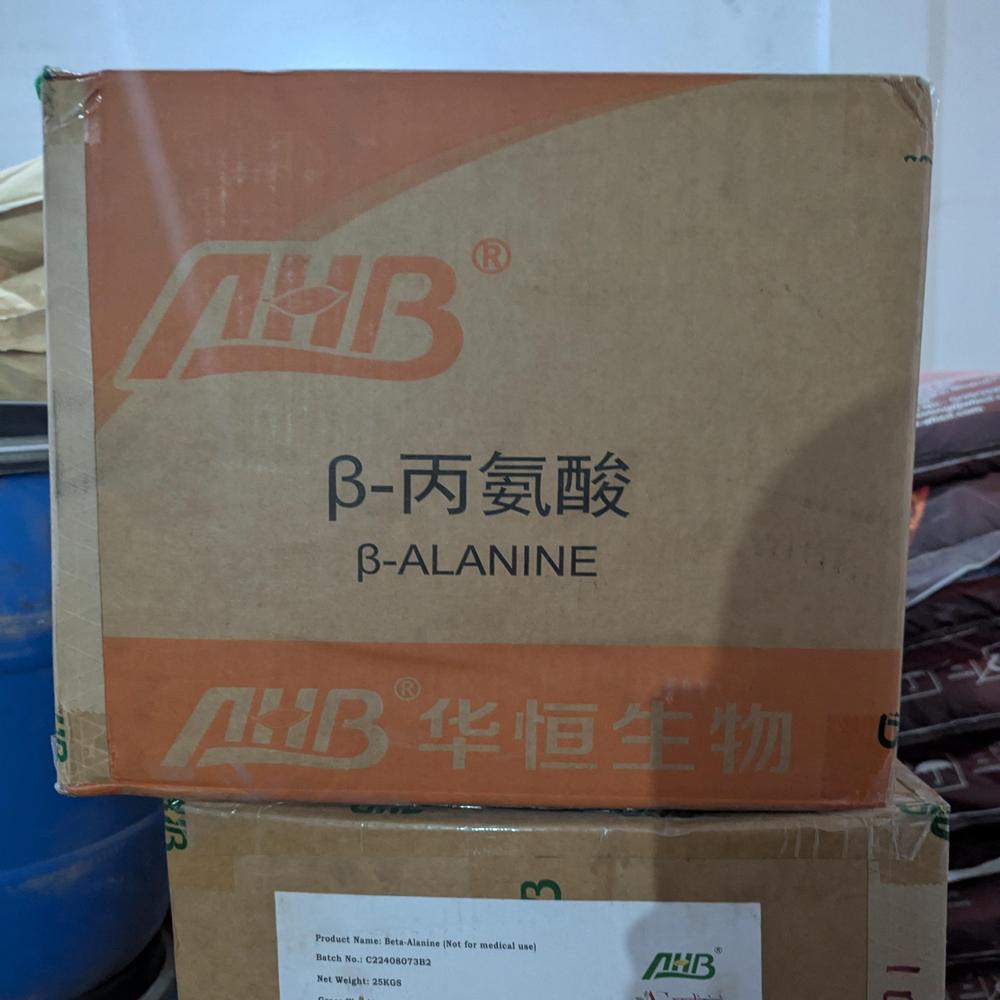 AHB®
β-丙氨酸
β-ALANINE
AHB® 华恒生物
Product Name: Beta-Alanine (Not for medical use)
Batch No.: C22408073B2
Net Weight: 25KGS
AHB®